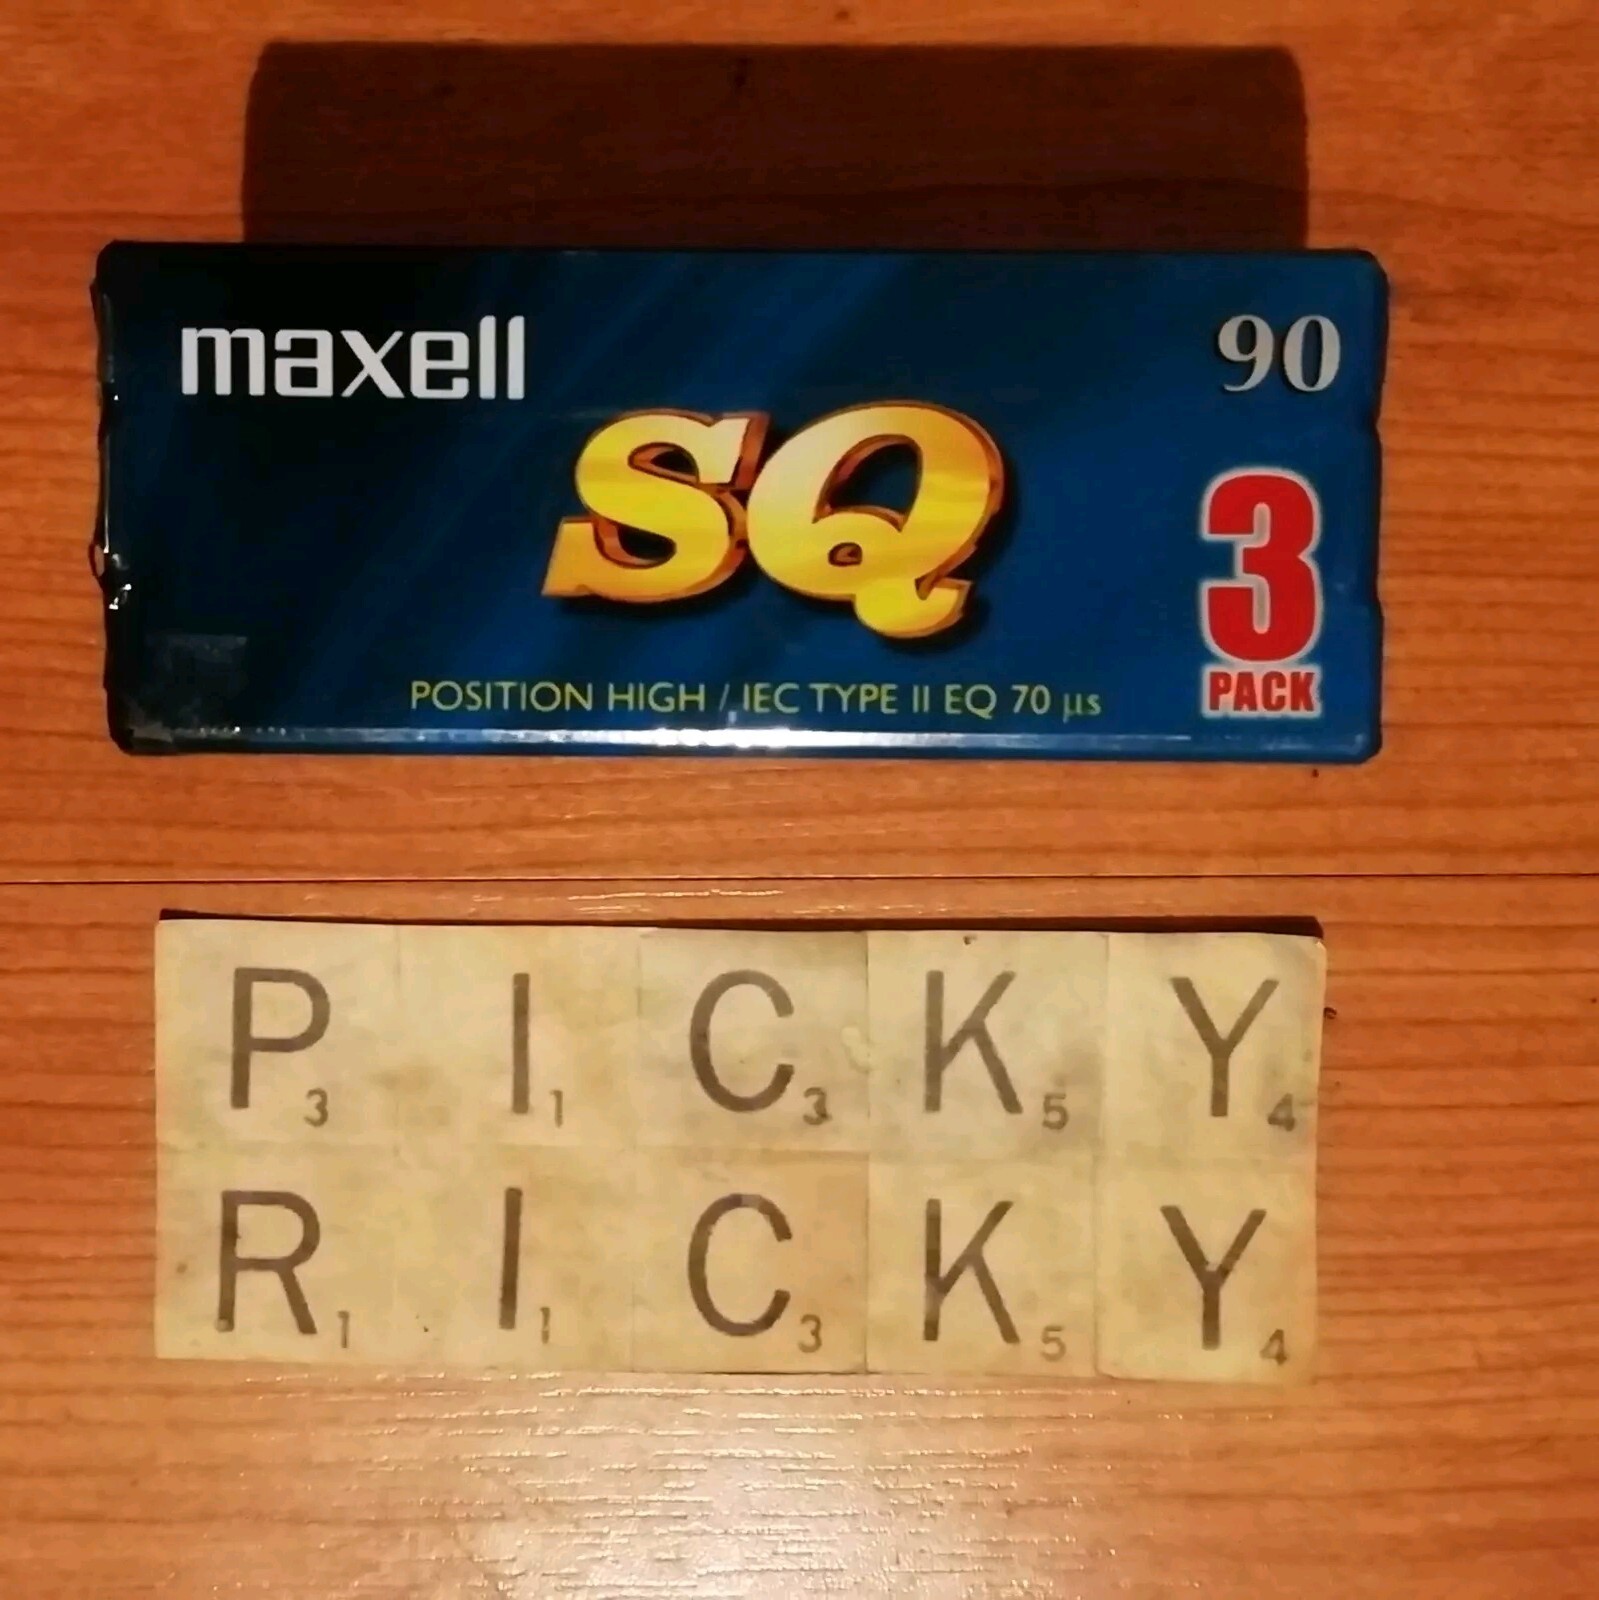 maxell
90
SQ
3
PACK
POSITION HIGH / IEC TYPE II EQ 70 µs
P3 I1 C3 K5 Y4
R1 I1 C3 K5 Y4